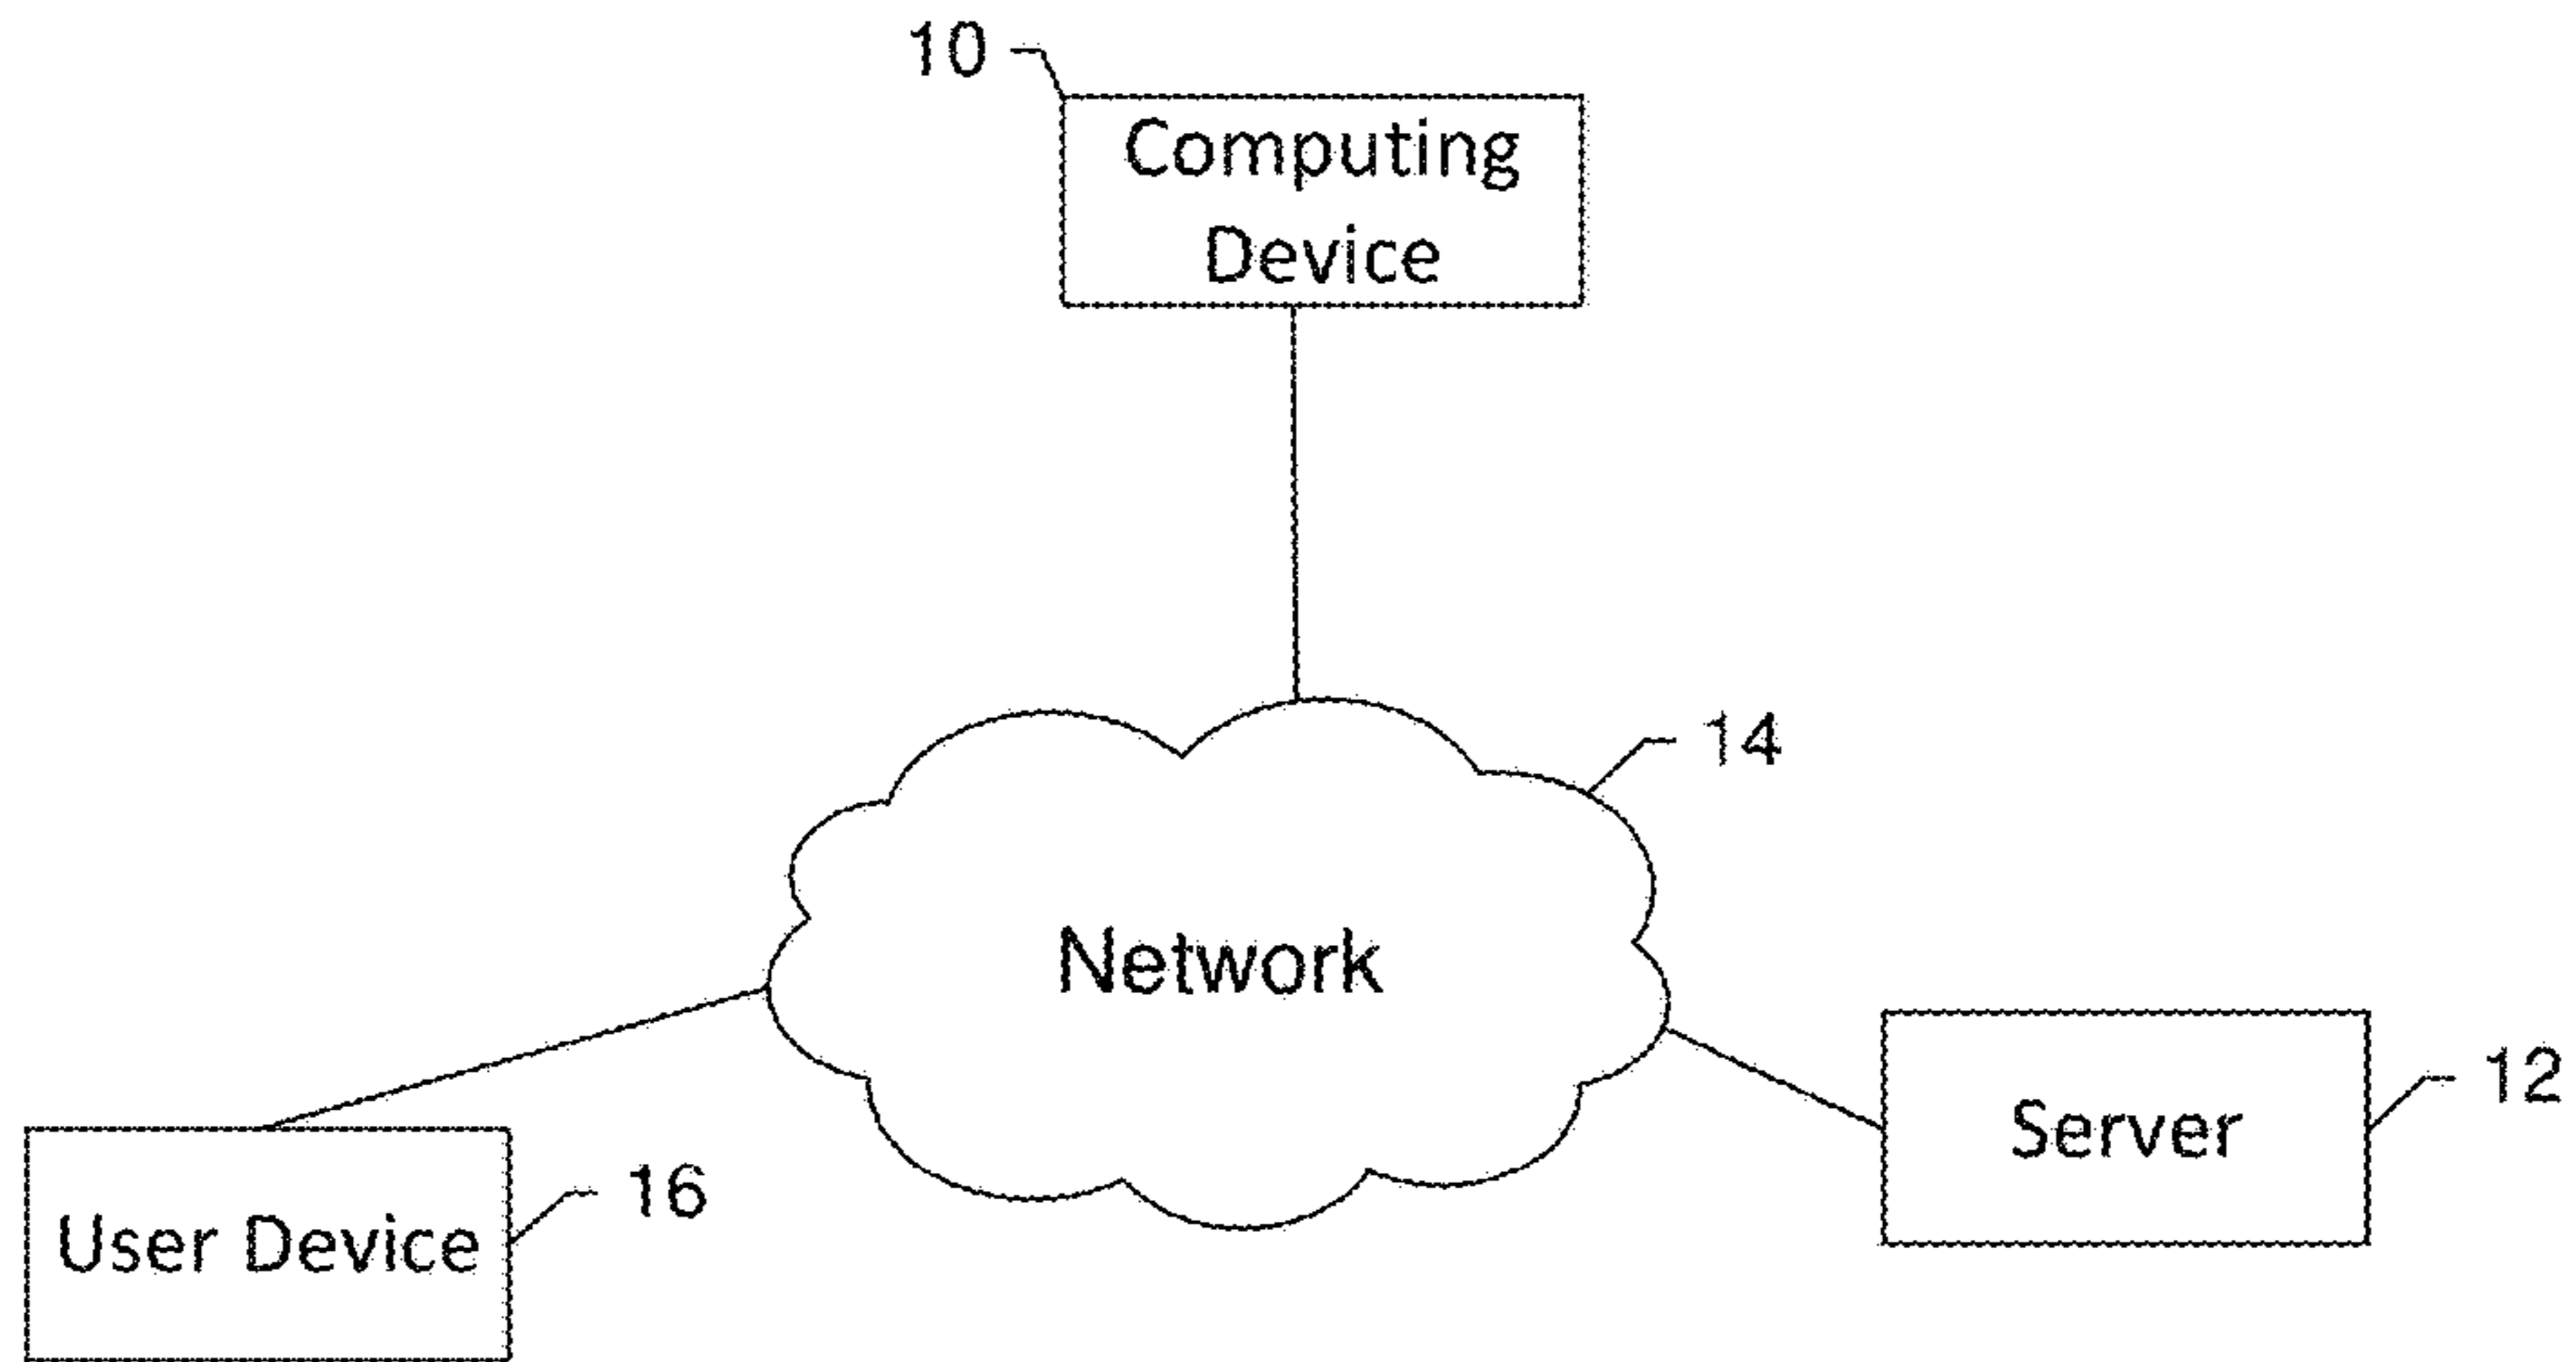 10
Computing
Device
14
Network
Server
12
User Device
16